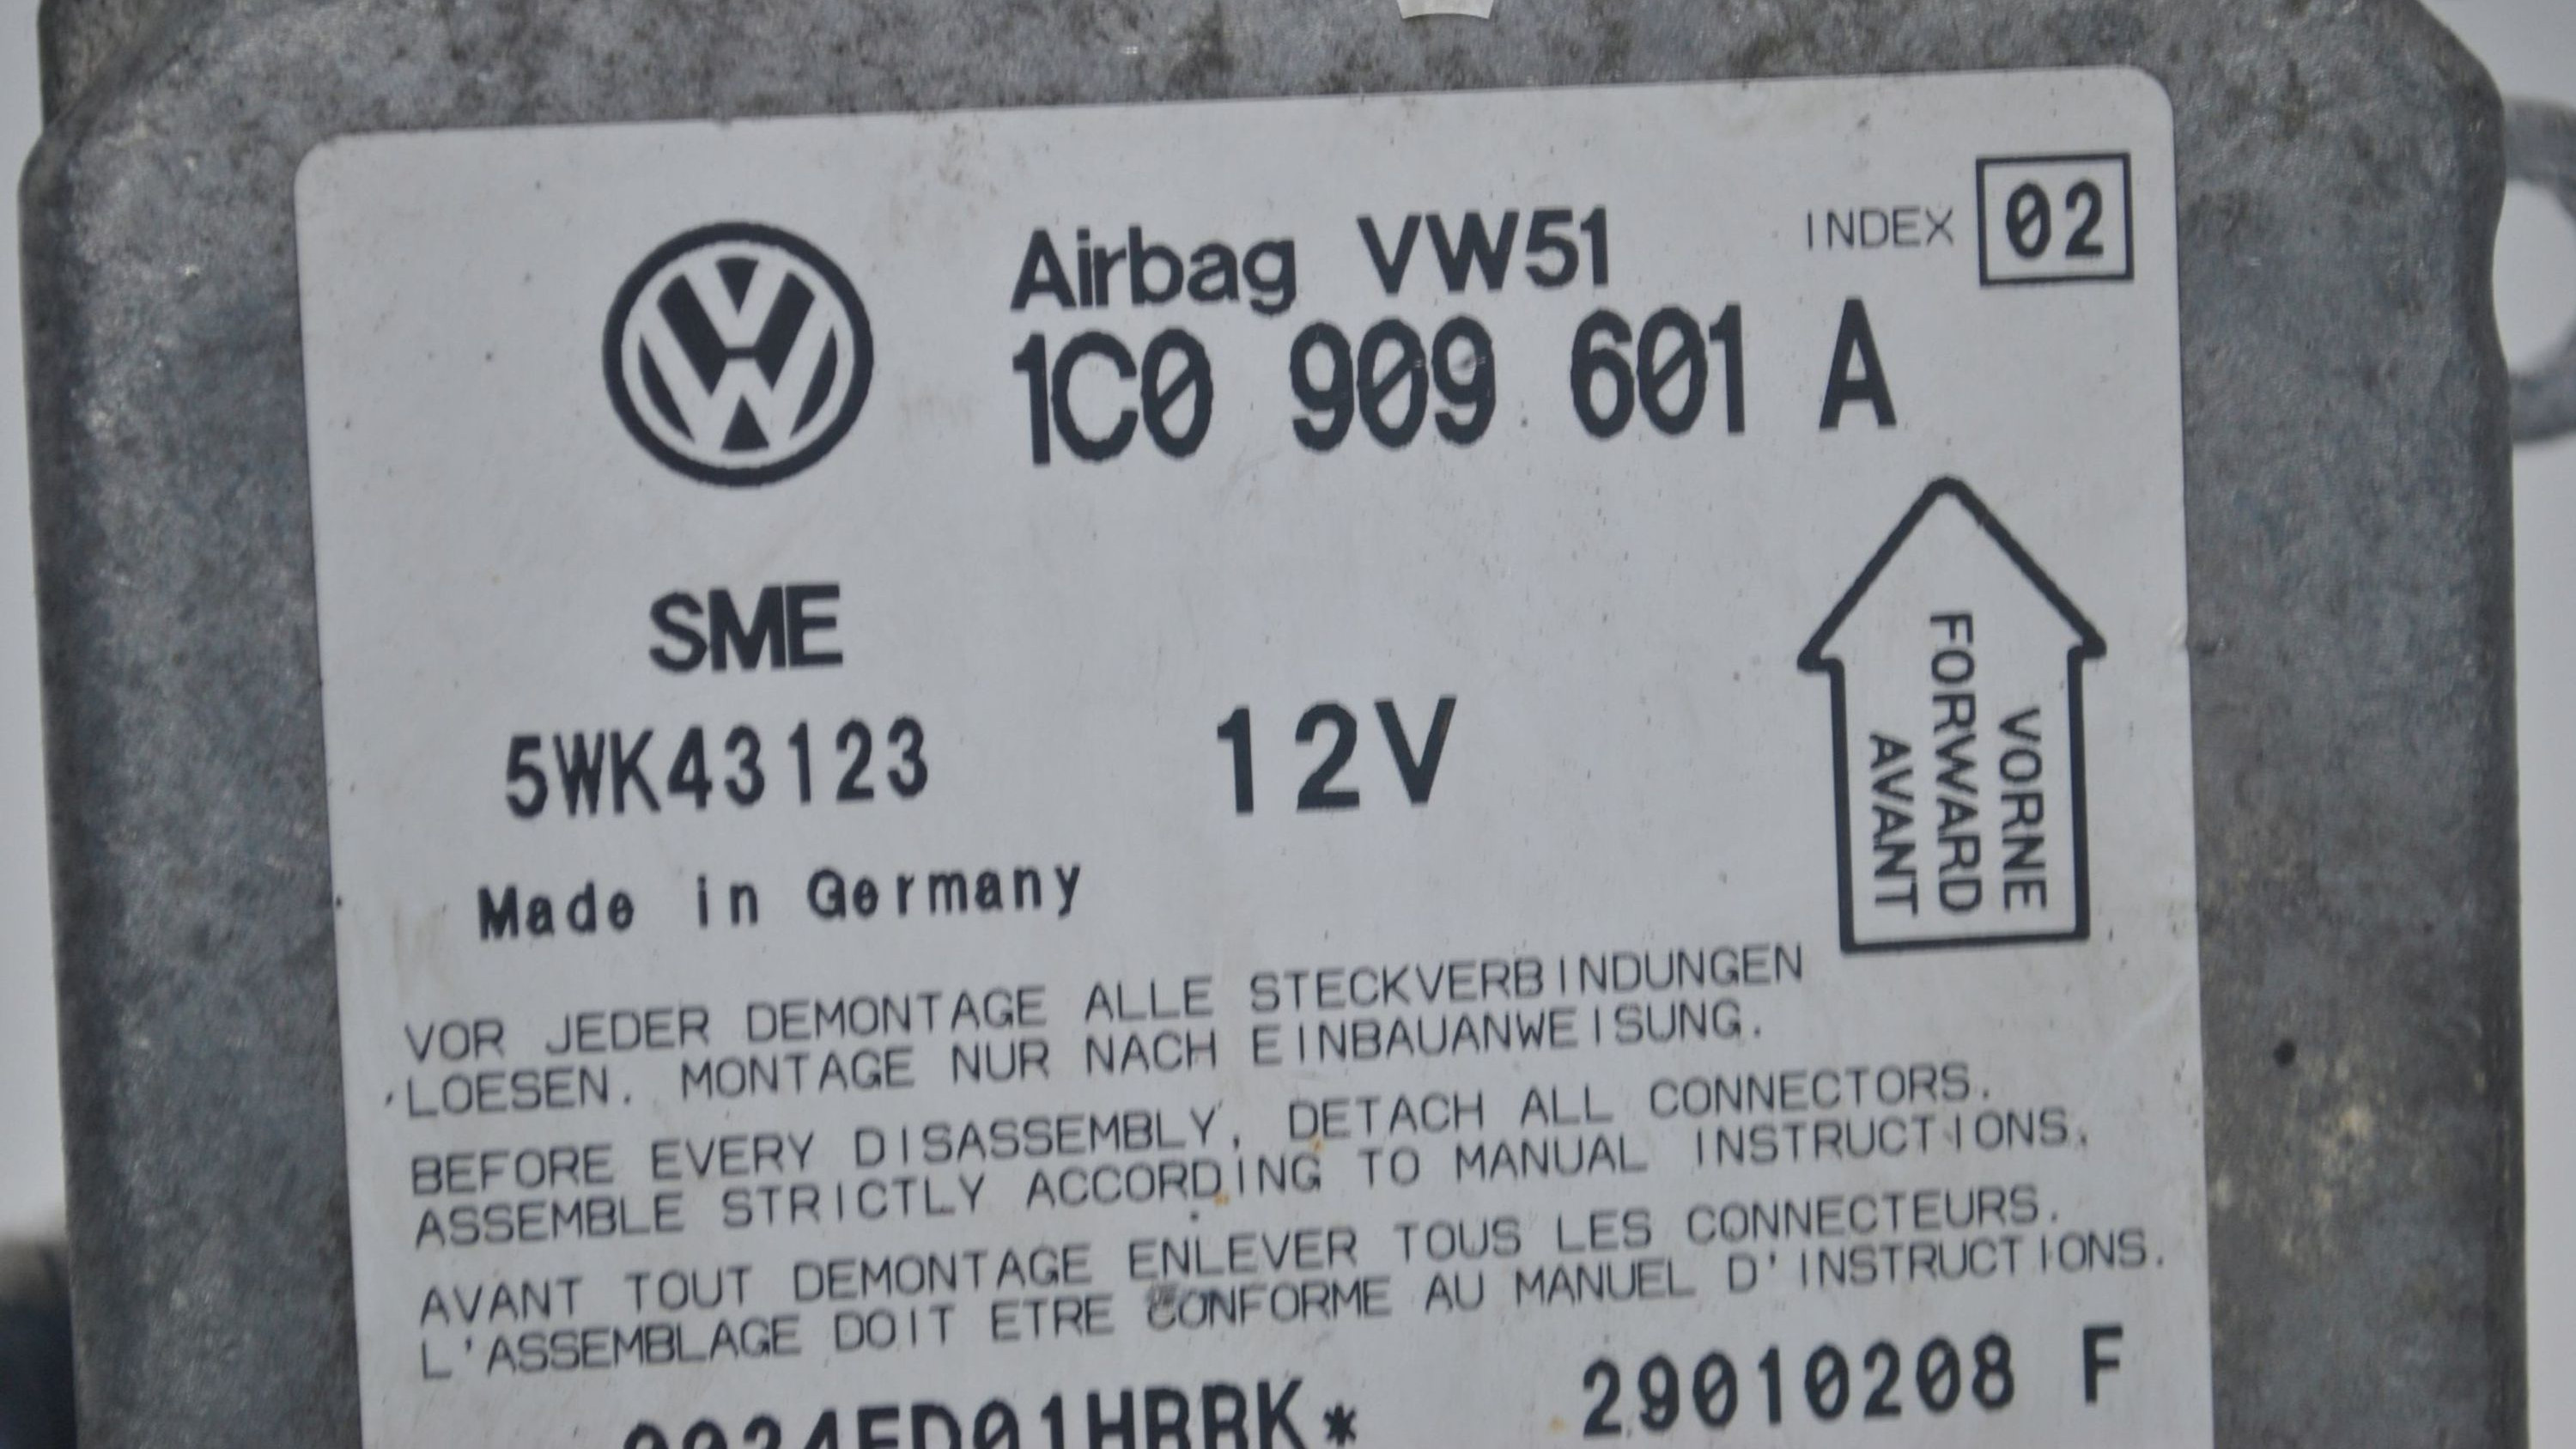 Airbag VW51 INDEX 02
1C0 909 601 A
SME
5WK43123 12V
VORNE
FORWARD
AVANT
Made in Germany
VOR JEDER DEMONTAGE ALLE STECKVERBINDUNGEN
LOESEN. MONTAGE NUR NACH EINBAUANWEISUNG.
BEFORE EVERY DISASSEMBLY, DETACH ALL CONNECTORS.
ASSEMBLE STRICTLY ACCORDING TO MANUAL INSTRUCTIONS.
AVANT TOUT DEMONTAGE ENLEVER TOUS LES CONNECTEURS.
L'ASSEMBLAGE DOIT ETRE CONFORME AU MANUEL D'INSTRUCTIONS.
29010208 F